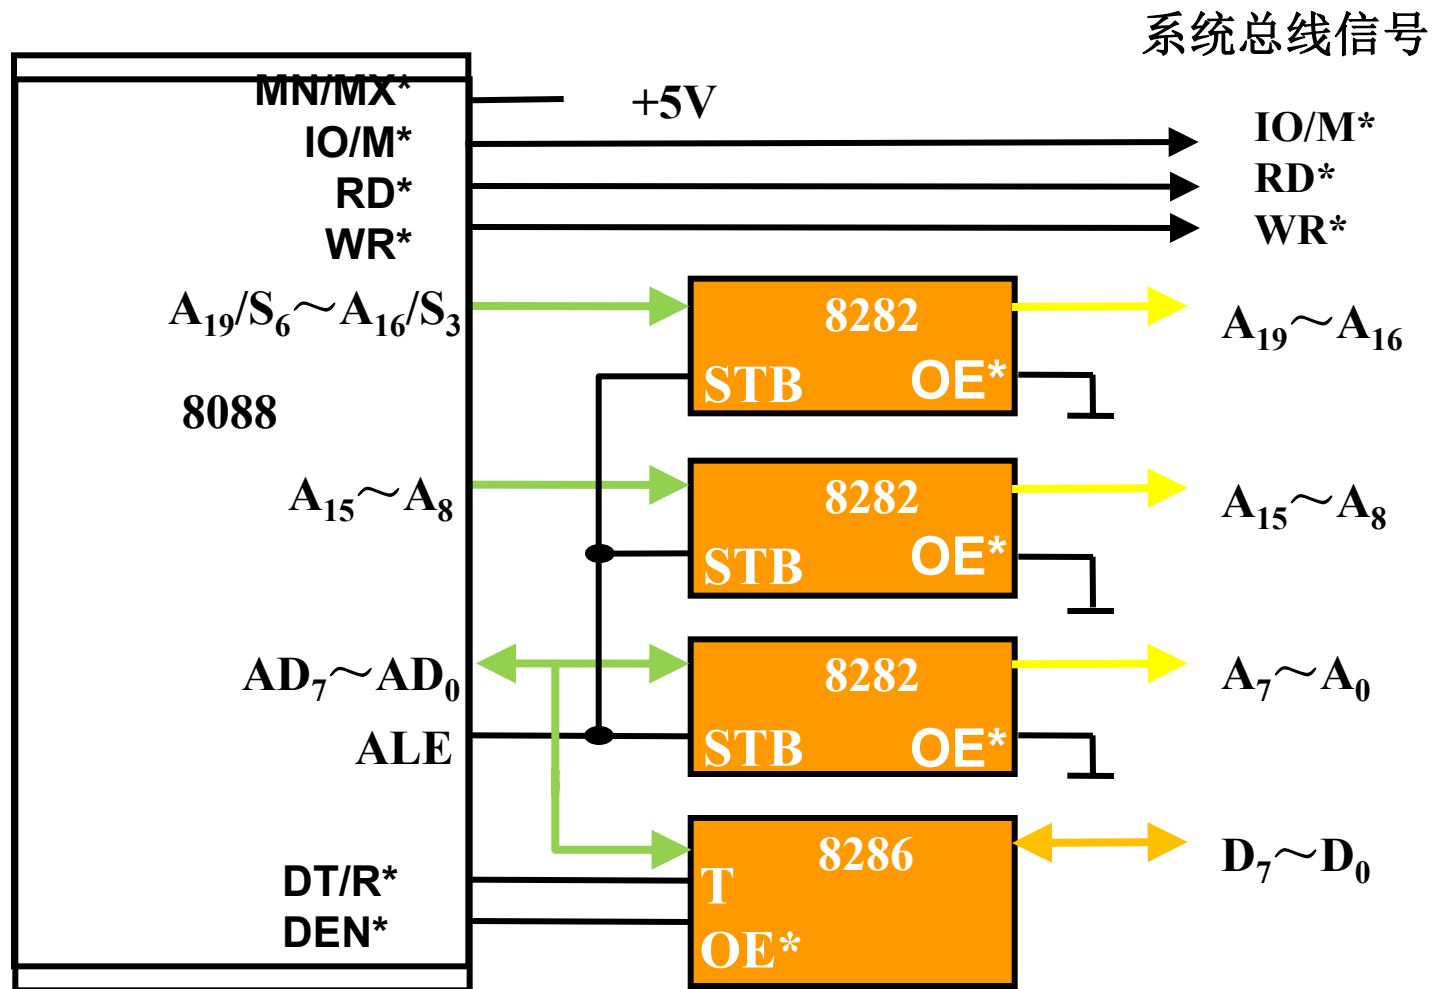 系统总线信号
MN/MX*
+5V
IO/M*
IO/M*
RD*
RD*
WR*
WR*
A19/S6～A16/S3
8282
STB
OE*
A19～A16
8088
A15～A8
8282
STB
OE*
A15～A8
AD7～AD0
8282
STB
OE*
A7～A0
ALE
8286
T
OE*
D7～D0
DT/R*
DEN*